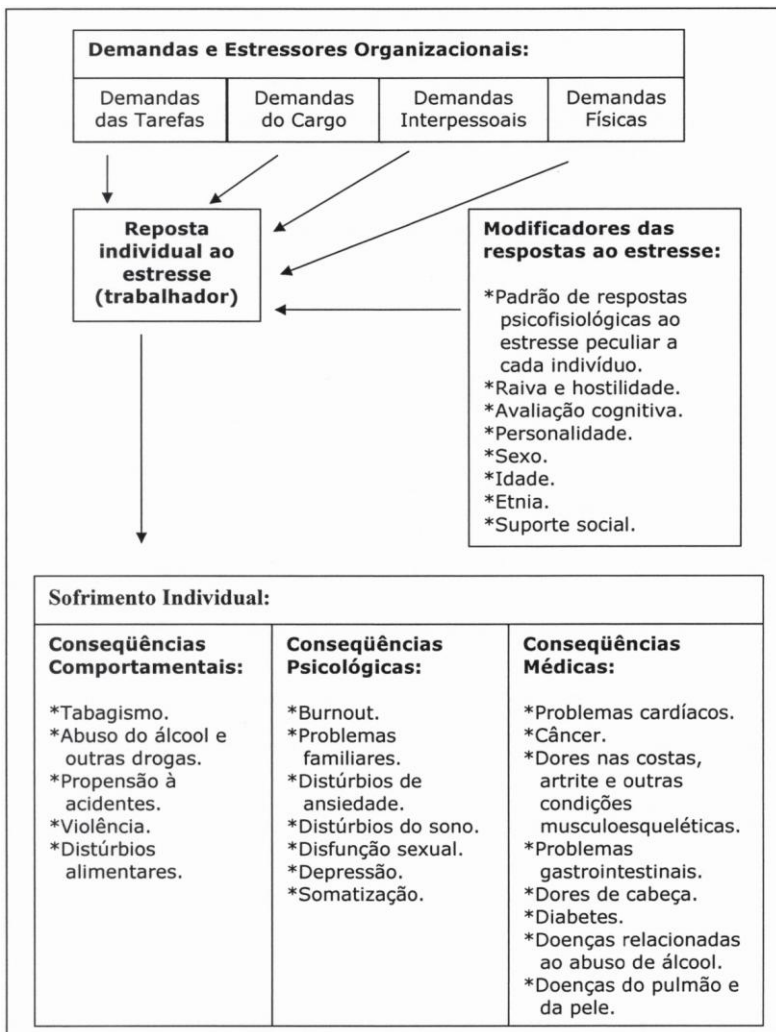 Demandas e Estressores Organizacionais:
Demandas
das Tarefas
Demandas
do Cargo
Demandas
Interpessoais
Demandas
Físicas
Reposta
individual ao
estresse
(trabalhador)
Modificadores das
respostas ao estresse:
*Padrão de respostas
psicofisiológicas ao
estresse peculiar a
cada indivíduo.
*Raiva e hostilidade.
*Avaliação cognitiva.
*Personalidade.
*Sexo.
*Idade.
*Etnia.
*Suporte social.
Sofrimento Individual:
Conseqüências
Comportamentais:
*Tabagismo.
*Abuso do álcool e
outras drogas.
*Propensão à
acidentes.
*Violência.
*Distúrbios
alimentares.
Conseqüências
Psicológicas:
*Burnout.
*Problemas
familiares.
*Distúrbios de
ansiedade.
*Distúrbios do sono.
*Disfunção sexual.
*Depressão.
*Somatização.
Conseqüências
Médicas:
*Problemas cardíacos.
*Câncer.
*Dores nas costas,
artrite e outras
condições
musculoesqueléticas.
*Problemas
gastrointestinais.
*Dores de cabeça.
*Diabetes.
*Doenças relacionadas
ao abuso de álcool.
*Doenças do pulmão e
da pele.